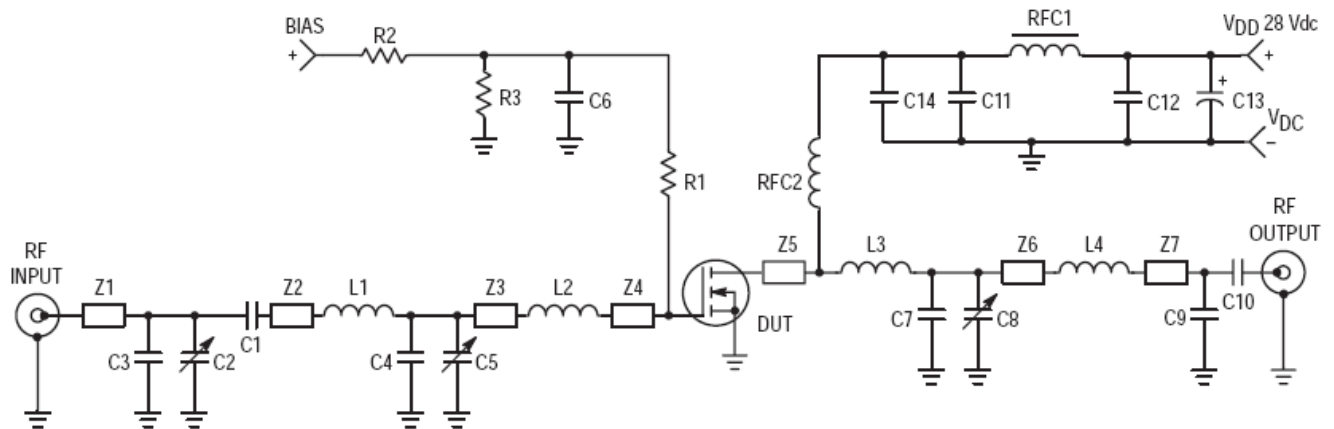 BIAS
+
R2
R3
C6
R1
RFC1
VDD 28 Vdc
+
C14
C11
C12
+
C13
VDC
–
RFC2
RF
INPUT
Z1
C3
C2
C1
Z2
L1
C4
C5
Z3
L2
Z4
DUT
Z5
L3
C7
C8
Z6
L4
Z7
C9
C10
RF
OUTPUT